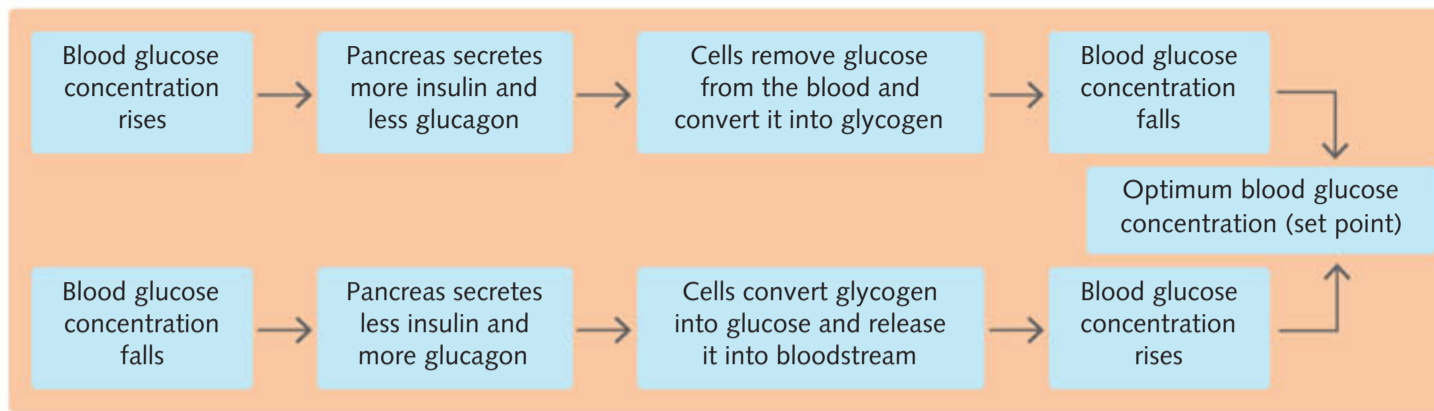 Blood glucose
concentration
rises
Pancreas secretes
more insulin and
less glucagon
Cells remove glucose
from the blood and
convert it into glycogen
Blood glucose
concentration
falls
Optimum blood glucose
concentration (set point)
Blood glucose
concentration
falls
Pancreas secretes
less insulin and
more glucagon
Cells convert glycogen
into glucose and release
it into bloodstream
Blood glucose
concentration
rises